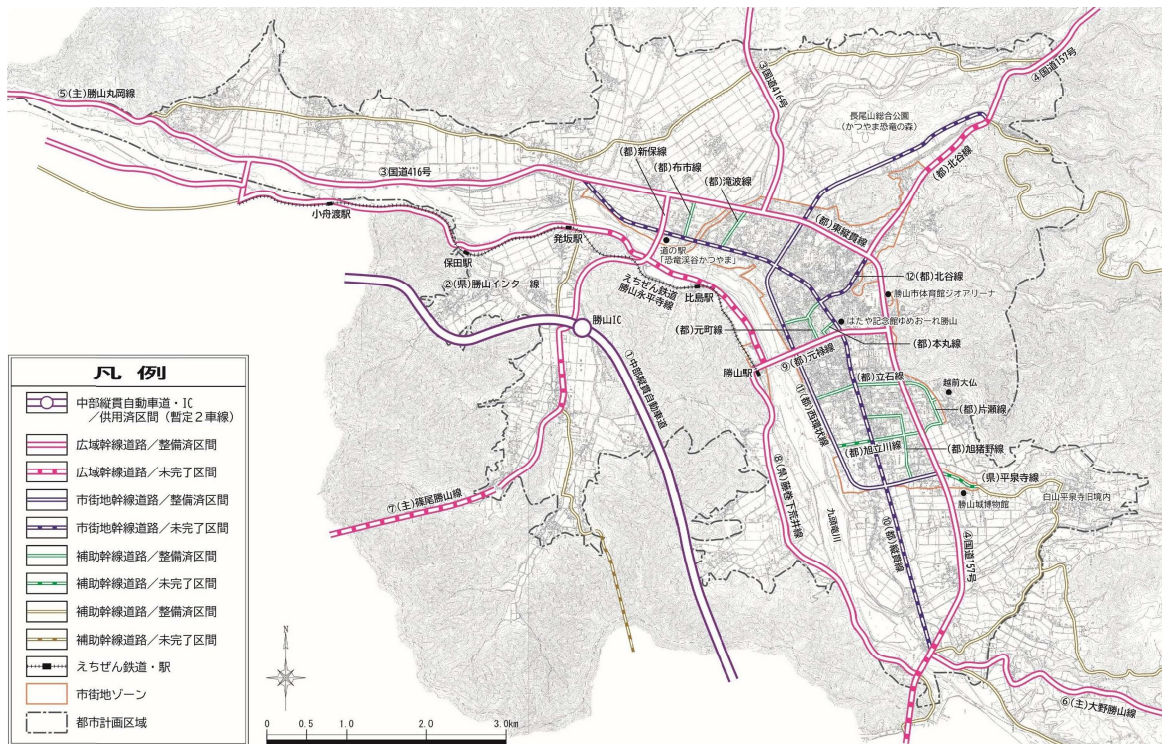 ④国道157号
⑤(主)勝山丸岡線
③国道416号
長尾山総合公園
(かつやま恐竜の森)
(都)新保線
(都)布市線
(都)滝波線
(都)北谷線
③国道416号
小舟渡駅
発坂駅
保田駅
道の駅
「恐竜渓谷かつやま」
(都)東縦貫線
⑫(都)北谷線
②(県)勝山インタ 線
えちぜん鉄道
勝山永平寺線
比島駅
勝山市体育館ジオアリーナ
はたや記念館ゆめおーれ勝山
勝山IC
(都)元町線
(都)本丸線
①中部縦貫自動車道
勝山駅
⑨(都)元禄線
(都)立石線
越前大仏
(都)片瀬線
⑪(都)西環状線
(都)旭立川線
(都)旭猪野線
(県)平泉寺線
白山平泉寺旧境内
勝山城博物館
⑦(主)篠尾勝山線
⑧(県)藤巻下荒井線
九頭竜川
⑩(都)縦貫線
④国道157号
⑥(主)大野勝山線
凡 例
中部縦貫自動車道・IC
/供用済区間(暫定2車線)
広域幹線道路/整備済区間
広域幹線道路/未完了区間
市街地幹線道路/整備済区間
市街地幹線道路/未完了区間
補助幹線道路/整備済区間
補助幹線道路/未完了区間
補助幹線道路/整備済区間
補助幹線道路/未完了区間
えちぜん鉄道・駅
市街地ゾーン
都市計画区域
N
0 0.5 1.0 2.0 3.0km